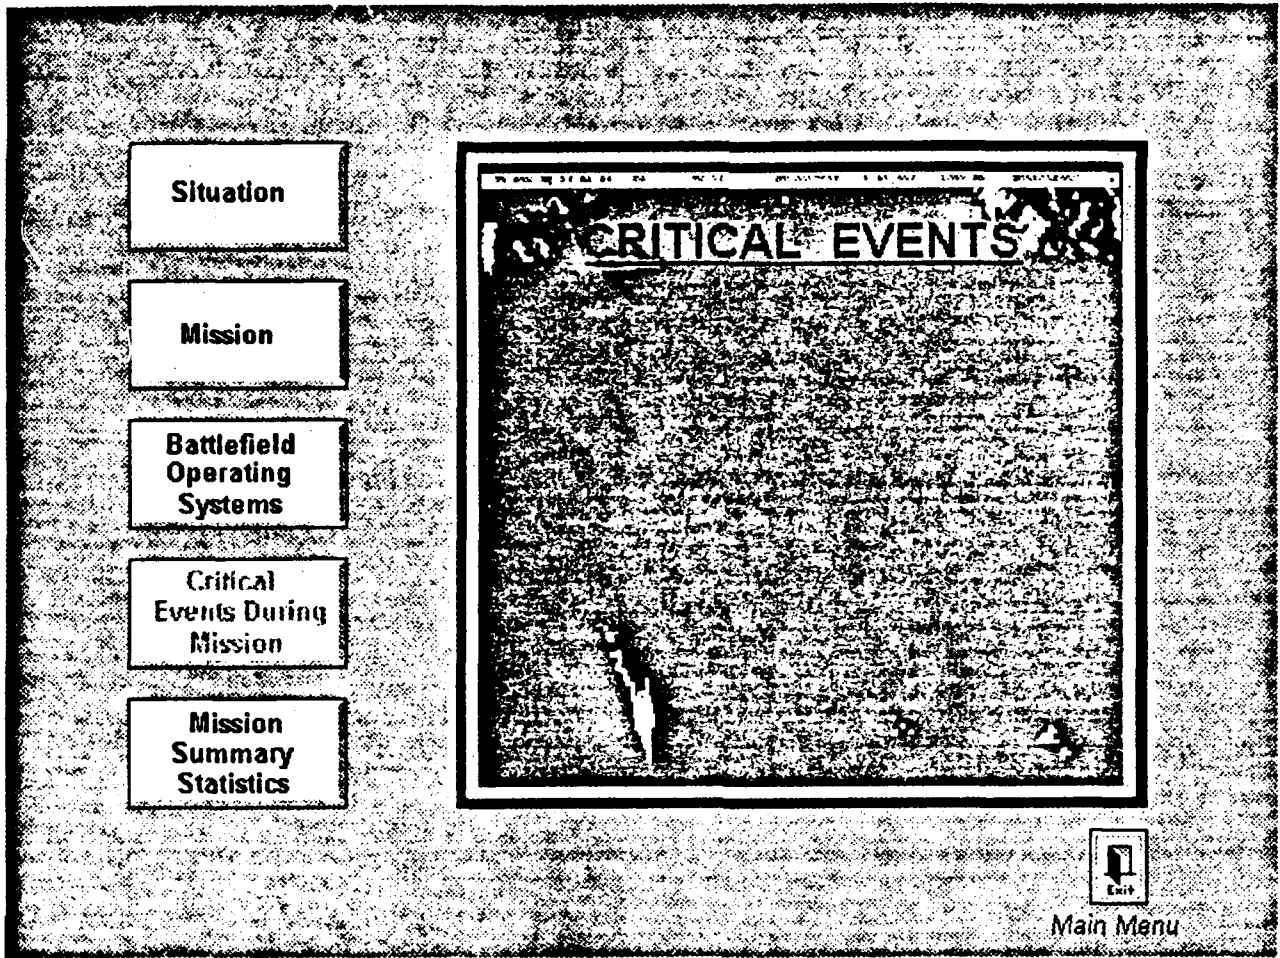 Situation
Mission
Battlefield
Operating
Systems
Critical
Events During
Mission
Mission
Summary
Statistics
CRITICAL EVENTS
Exit
Main Menu